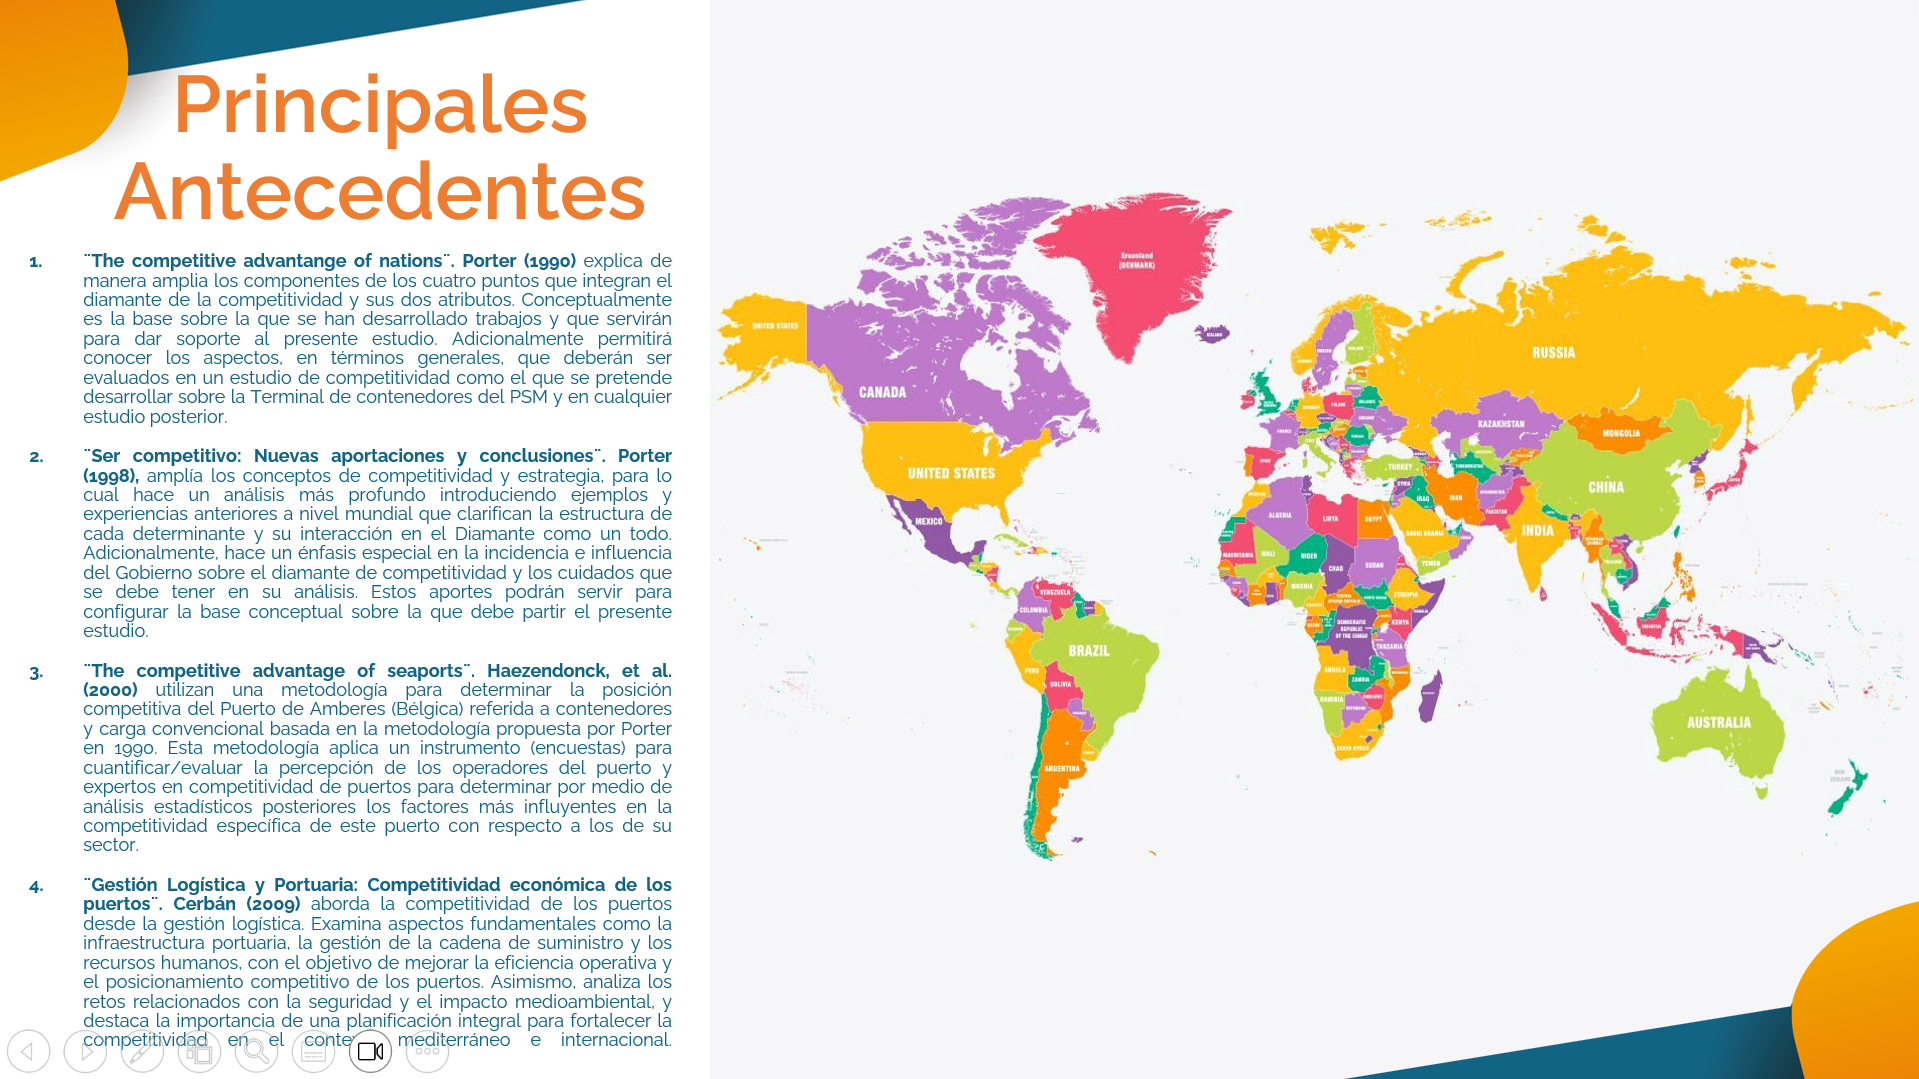 Principales
Antecedentes
1. ¨The competitive advantange of nations¨. Porter (1990) explica de
manera amplia los componentes de los cuatro puntos que integran el
diamante de la competitividad y sus dos atributos. Conceptualmente
es la base sobre la que se han desarrollado trabajos y que servirán
para dar soporte al presente estudio. Adicionalmente permitirá
conocer los aspectos, en términos generales, que deberán ser
evaluados en un estudio de competitividad como el que se pretende
desarrollar sobre la Terminal de contenedores del PSM y en cualquier
estudio posterior.
2. ¨Ser competitivo: Nuevas aportaciones y conclusiones¨. Porter
(1998), amplía los conceptos de competitividad y estrategia, para lo
cual hace un análisis más profundo introduciendo ejemplos y
experiencias anteriores a nivel mundial que clarifican la estructura de
cada determinante y su interacción en el Diamante como un todo.
Adicionalmente, hace un énfasis especial en la incidencia e influencia
del Gobierno sobre el diamante de competitividad y los cuidados que
se debe tener en su análisis. Estos aportes podrán servir para
configurar la base conceptual sobre la que debe partir el presente
estudio.
3. ¨The competitive advantage of seaports¨. Haezendonck, et al.
(2000) utilizan una metodología para determinar la posición
competitiva del Puerto de Amberes (Bélgica) referida a contenedores
y carga convencional basada en la metodología propuesta por Porter
en 1990. Esta metodología aplica un instrumento (encuestas) para
cuantificar/evaluar la percepción de los operadores del puerto y
expertos en competitividad de puertos para determinar por medio de
análisis estadísticos posteriores los factores más influyentes en la
competitividad específica de este puerto con respecto a los de su
sector.
4. ¨Gestión Logística y Portuaria: Competitividad económica de los
puertos¨. Cerbán (2009) aborda la competitividad de los puertos
desde la gestión logística. Examina aspectos fundamentales como la
infraestructura portuaria, la gestión de la cadena de suministro y los
recursos humanos, con el objetivo de mejorar la eficiencia operativa y
el posicionamiento competitivo de los puertos. Asimismo, analiza los
retos relacionados con la seguridad y el impacto medioambiental, y
destaca la importancia de una planificación integral para fortalecer la
competitividad en el mediterráneo e internacional.
Greenland
(DENMARK)
UNITED STATES
ICELAND
RUSSIA
CANADA
KAZAKHSTAN
MONGOLIA
UNITED STATES
TURKEY
CHINA
SYRIA
IRAQ
IRAN
MEXICO
ALGERIA
LIBYA
EGYPT
SAUDI ARABIA
PAKISTAN
INDIA
MAURITANIA
MALI
NIGER
CHAD
SUDAN
YEMEN
VENEZUELA
COLOMBIA
NIGERIA
ETHIOPIA
DEMOCRATIC
REPUBLIC
OF THE CONGO
KENYA
TANZANIA
BRAZIL
PERU
BOLIVIA
ANGOLA
ZAMBIA
NAMIBIA
AUSTRALIA
SOUTH AFRICA
ARGENTINA
NEW
ZEALAND